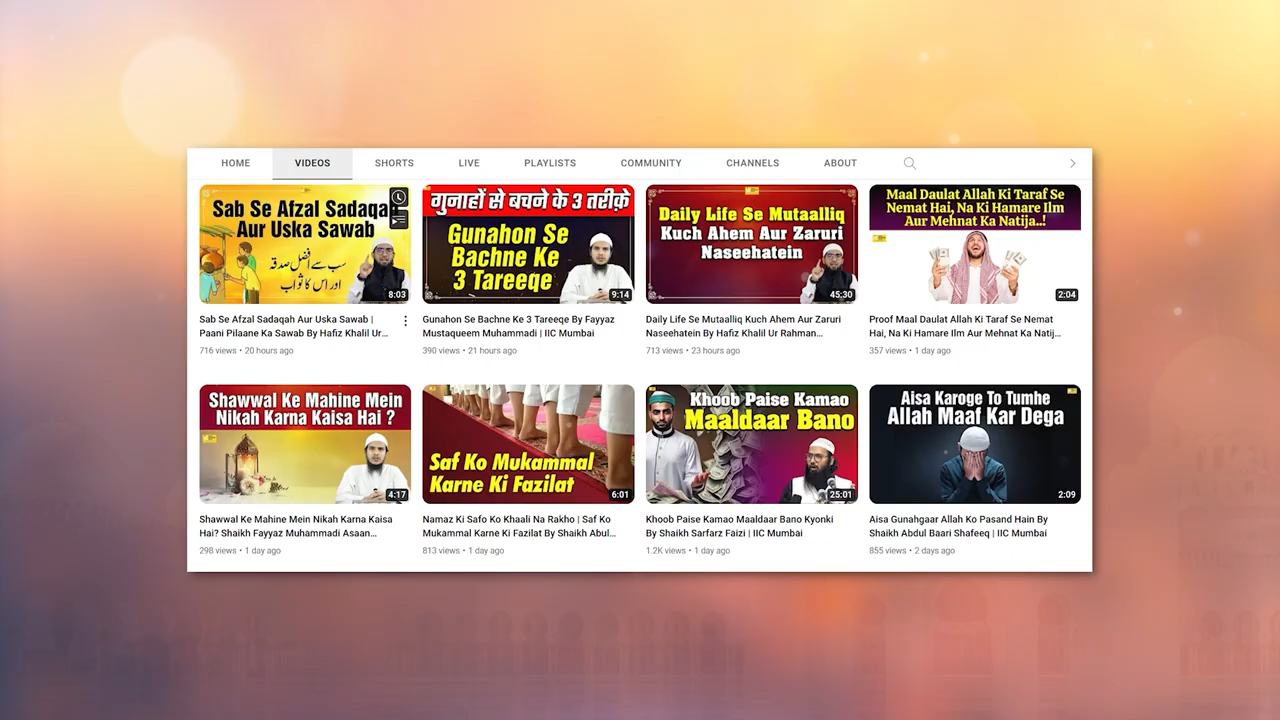 HOME VIDEOS SHORTS LIVE PLAYLISTS COMMUNITY CHANNELS ABOUT
Sab Se Afzal Sadaqa
Aur Uska Sawab
سب سے افضل صدقہ
اور اس کا ثواب
8:03
Sab Se Afzal Sadaqah Aur Uska Sawab |
Paani Pilaane Ka Sawab By Hafiz Khalil Ur...
716 views • 20 hours ago
गुनाहों से बचने के 3 तरीक़े
Gunahon Se
Bachne Ke
3 Tareeqe
9:14
Gunahon Se Bachne Ke 3 Tareeqe By Fayyaz
Mustaqueem Muhammadi | IIC Mumbai
390 views • 21 hours ago
Daily Life Se Mutaalliq
Kuch Ahem Aur Zaruri
Naseehatein
45:30
Daily Life Se Mutaalliq Kuch Ahem Aur Zaruri
Naseehatein By Hafiz Khalil Ur Rahman...
713 views • 23 hours ago
Maal Daulat Allah Ki Taraf Se
Nemat Hai, Na Ki Hamare Ilm
Aur Mehnat Ka Natija..!
2:04
Proof Maal Daulat Allah Ki Taraf Se Nemat
Hai, Na Ki Hamare Ilm Aur Mehnat Ka Natij...
357 views • 1 day ago
Shawwal Ke Mahine Mein
Nikah Karna Kaisa Hai ?
4:17
Shawwal Ke Mahine Mein Nikah Karna Kaisa
Hai? Shaikh Fayyaz Muhammadi Asaan...
298 views • 1 day ago
Saf Ko Mukammal
Karne Ki Fazilat
6:01
Namaz Ki Safo Ko Khaali Na Rakho | Saf Ko
Mukammal Karne Ki Fazilat By Shaikh Abul...
813 views • 1 day ago
Khoob Paise Kamao
Maaldaar Bano
25:01
Khoob Paise Kamao Maaldaar Bano Kyonki
By Shaikh Sarfarz Faizi | IIC Mumbai
1.2K views • 1 day ago
Aisa Karoge To Tumhe
Allah Maaf Kar Dega
2:09
Aisa Gunahgaar Allah Ko Pasand Hain By
Shaikh Abdul Baari Shafeeq | IIC Mumbai
855 views • 2 days ago